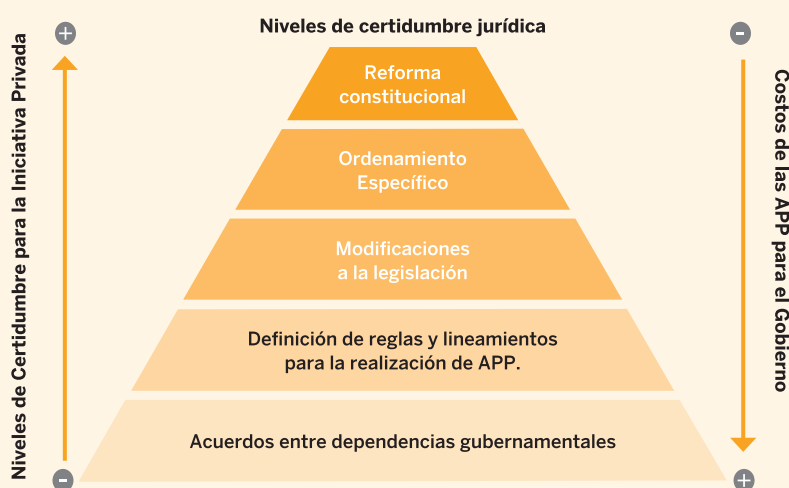 Niveles de certidumbre jurídica
+
-
Niveles de Certidumbre para la Iniciativa Privada
Reforma
constitucional
Ordenamiento
Específico
Modificaciones
a la legislación
Definición de reglas y lineamientos
para la realización de APP.
Acuerdos entre dependencias gubernamentales
Costos de las APP para el Gobierno
-
+